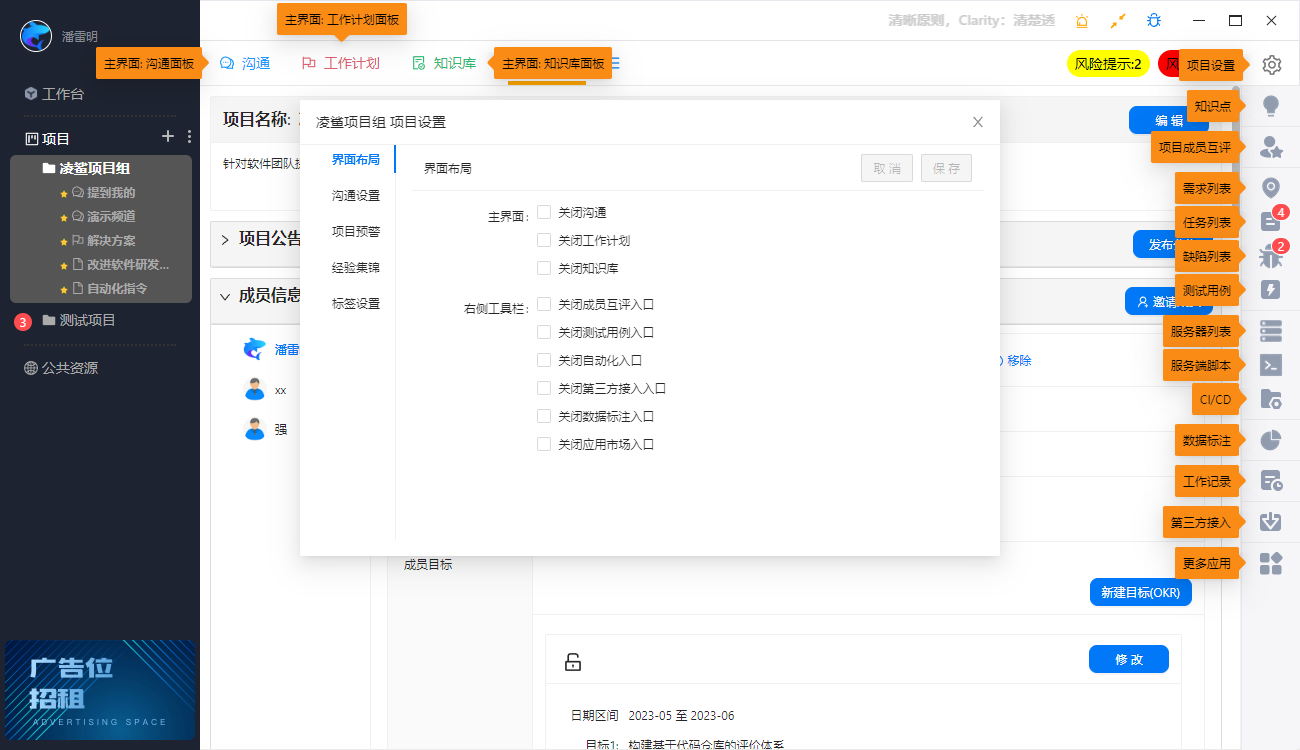 主界面: 工作计划面板
清晰原则，Clarity：清楚透
潘雷明
主界面: 沟通面板
沟通
工作计划
知识库
主界面: 知识库面板
风险提示:2
项目设置
工作台
项目
凌鲨项目组
提到我的
演示频道
解决方案
改进软件研发...
自动化指令
3
测试项目
公共资源
广告位
招租
ADVERTISING SPACE
项目名称:
编 辑
针对软件团队
项目公告
发布
成员信息
邀请
潘雷
xx
强
移除
凌鲨项目组 项目设置
界面布局
沟通设置
项目预警
经验集锦
标签设置
界面布局
取 消
保 存
主界面:
关闭沟通
关闭工作计划
关闭知识库
右侧工具栏:
关闭成员互评入口
关闭测试用例入口
关闭自动化入口
关闭第三方接入入口
关闭数据标注入口
关闭应用市场入口
成员目标
新建目标(OKR)
修 改
日期区间 2023-05 至 2023-06
目标1: 构建基于代码仓库的评价体系
知识点
项目成员互评
需求列表
任务列表
4
缺陷列表
2
测试用例
服务器列表
服务端脚本
CI/CD
数据标注
工作记录
第三方接入
更多应用